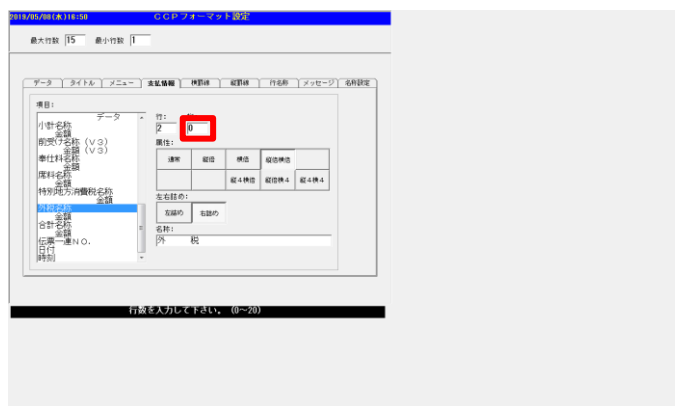 2019/05/08(水)16:50 CCPフォーマット設定
最大行数 15 最小行数 1
データ タイトル メニュー 支払情報 横罫線 縦罫線 行名称 メッセージ 名称設定
項目:
データ
小計名称
金額
前受け名称(V3)
金額(V3)
奉仕料名称
金額
席料名称
金額
特別地方消費税名称
金額
外税名称
金額
合計名称
金額
伝票一連NO.
日付
時刻
行:
2 0
属性:
通常 縦倍 横倍 縦倍横倍
縦4横倍 縦倍横4 縦4横4
左右詰め:
左詰め 右詰め
名称:
外 税
行数を入力して下さい。 (0~20)